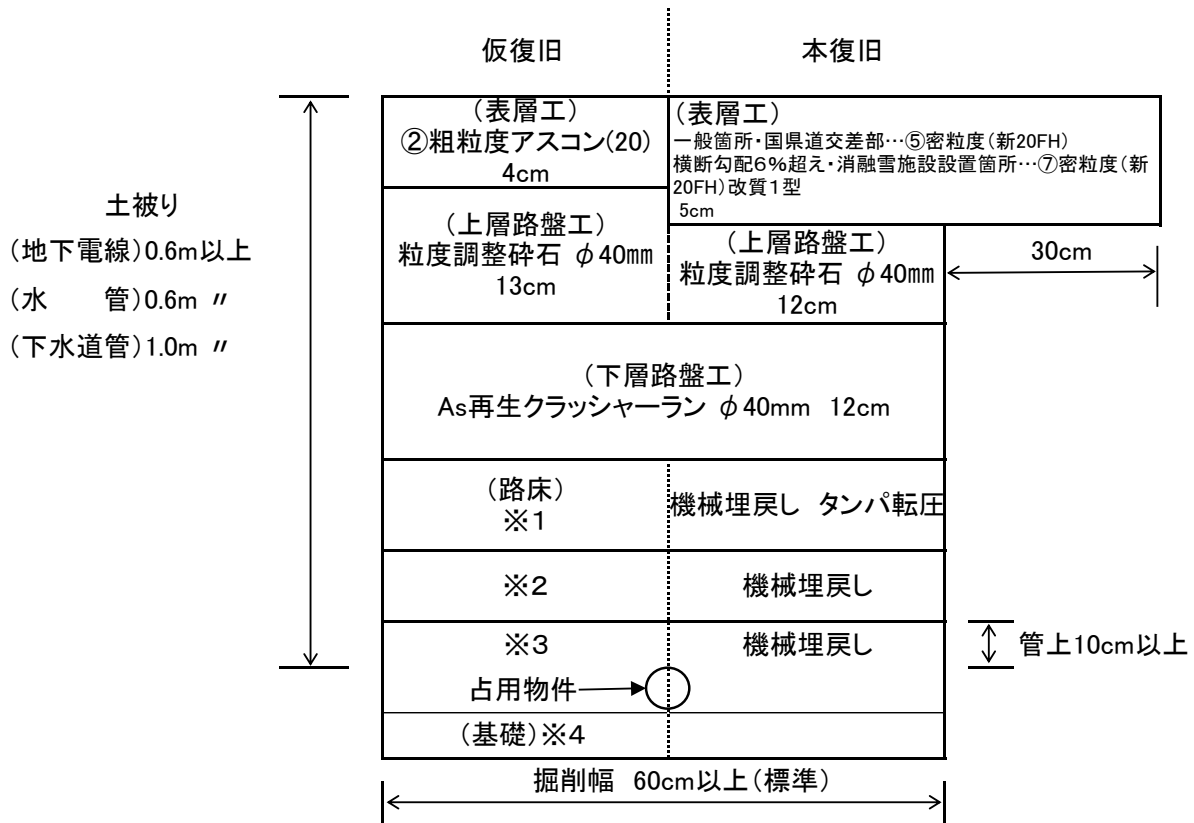 仮復旧
本復旧
土被り
(地下電線)0.6m以上
(水　　管)0.6m 〃
(下水道管)1.0m 〃
(表層工)
②粗粒度アスコン(20)
4cm
(表層工)
一般箇所・国県道交差部…⑤密粒度(新20FH)
横断勾配6%超え・消融雪施設設置箇所…⑦密粒度(新
20FH)改質1型
5cm
(上層路盤工)
粒度調整砕石 φ40㎜
13cm
(上層路盤工)
粒度調整砕石 φ40㎜
12cm
30cm
(下層路盤工)
As再生クラッシャーラン φ40mm 12cm
(路床)
※1
機械埋戻し タンパ転圧
※2
機械埋戻し
※3
機械埋戻し
管上10cm以上
占用物件
(基礎)※4
掘削幅 60cm以上(標準)